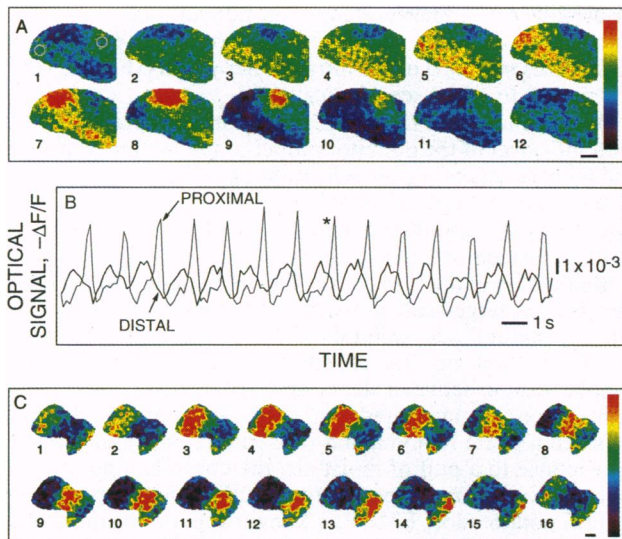 A
1 2 3 4 5 6
7 8 9 10 11 12
B
PROXIMAL
*
OPTICAL
SIGNAL, −ΔF/F
1 x 10-3
DISTAL
1 s
TIME
C
1 2 3 4 5 6 7 8
9 10 11 12 13 14 15 16